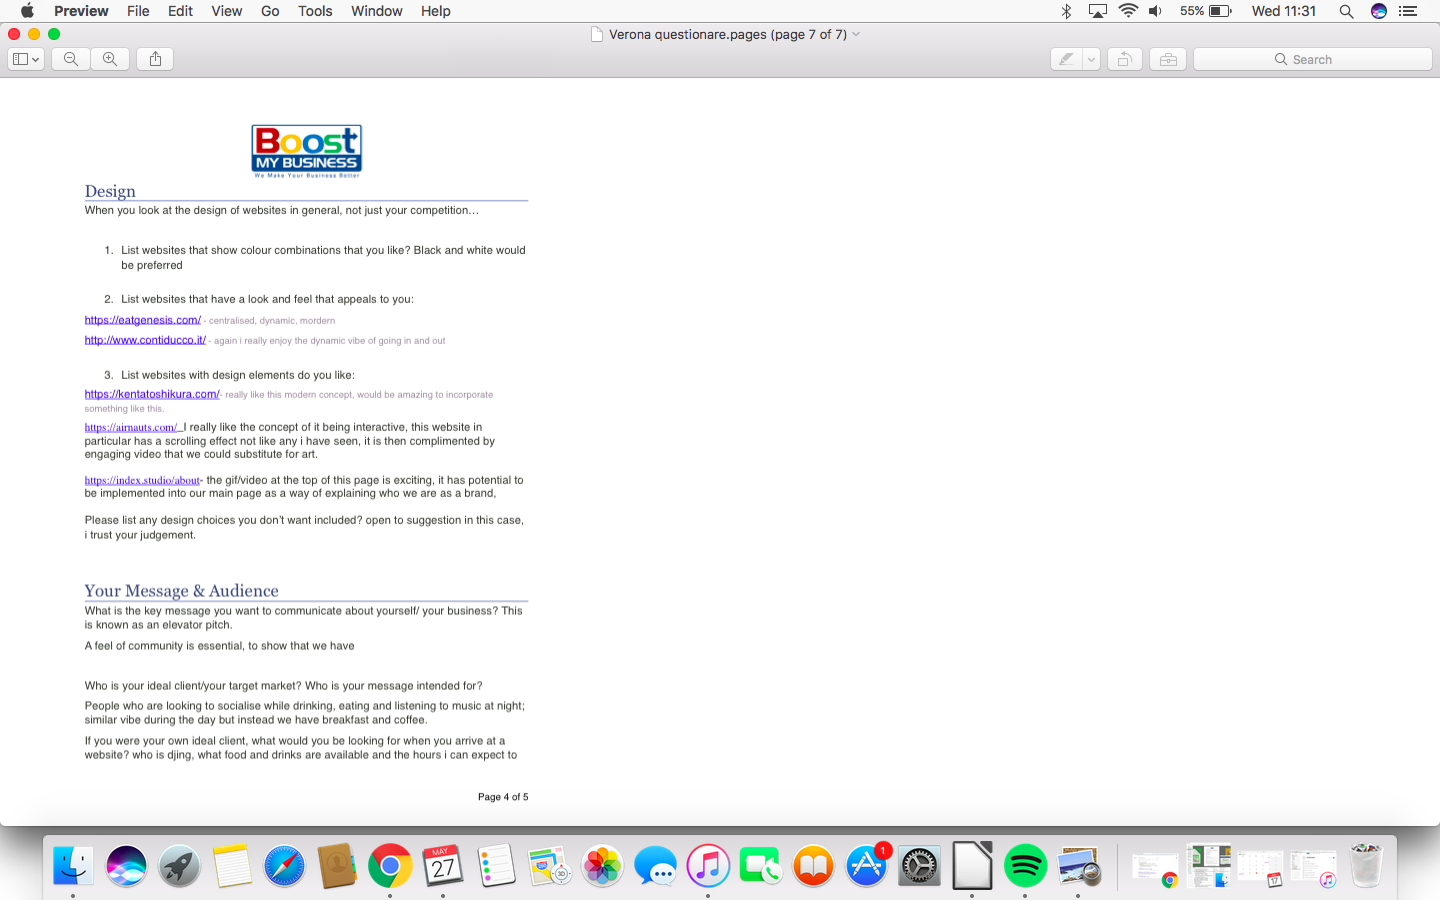 Preview File Edit View Go Tools Window Help 55% Wed 11:31
Verona questionare.pages (page 7 of 7)
Search
Boost
MY BUSINESS
We Make Your Business Better
Design
When you look at the design of websites in general, not just your competition…
1. List websites that show colour combinations that you like? Black and white would
be preferred
2. List websites that have a look and feel that appeals to you:
https://eatgenesis.com/ - centralised, dynamic, mordern
http://www.contiducco.it/ - again i really enjoy the dynamic vibe of going in and out
3. List websites with design elements do you like:
https://kentatoshikura.com/- really like this modern concept, would be amazing to incorporate
something like this.
https://airnauts.com/_I really like the concept of it being interactive, this website in
particular has a scrolling effect not like any i have seen, it is then complimented by
engaging video that we could substitute for art.
https://index.studio/about- the gif/video at the top of this page is exciting, it has potential to
be implemented into our main page as a way of explaining who we are as a brand,
Please list any design choices you don't want included? open to suggestion in this case,
i trust your judgement.
Your Message & Audience
What is the key message you want to communicate about yourself/ your business? This
is known as an elevator pitch.
A feel of community is essential, to show that we have
Who is your ideal client/your target market? Who is your message intended for?
People who are looking to socialise while drinking, eating and listening to music at night;
similar vibe during the day but instead we have breakfast and coffee.
If you were your own ideal client, what would you be looking for when you arrive at a
website? who is djing, what food and drinks are available and the hours i can expect to
Page 4 of 5
MAY
27
3D
1
17